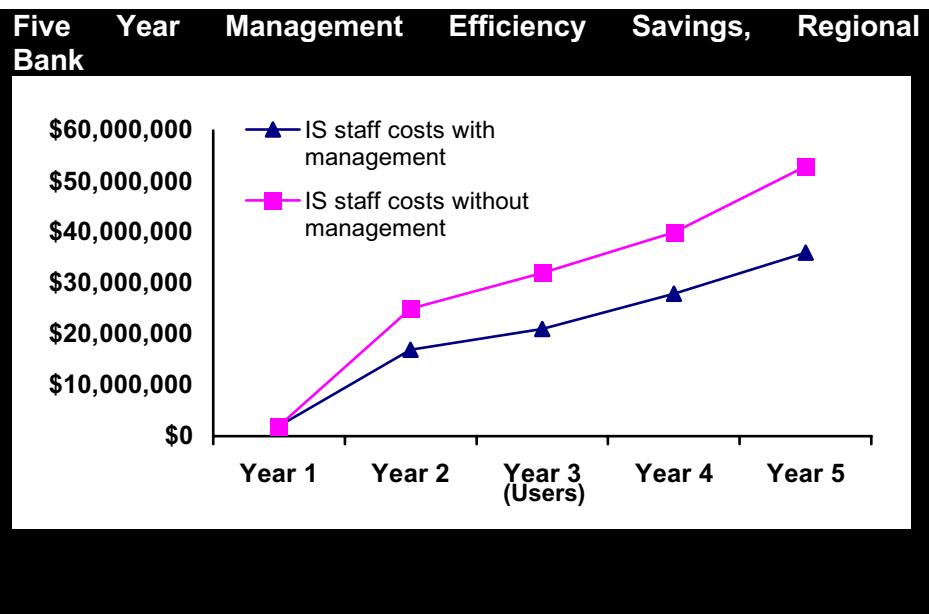 Five Year Management Efficiency Savings, Regional
Bank
$60,000,000
$50,000,000
$40,000,000
$30,000,000
$20,000,000
$10,000,000
$0
IS staff costs with
management
IS staff costs without
management
Year 1 Year 2 Year 3 Year 4 Year 5
(Users)